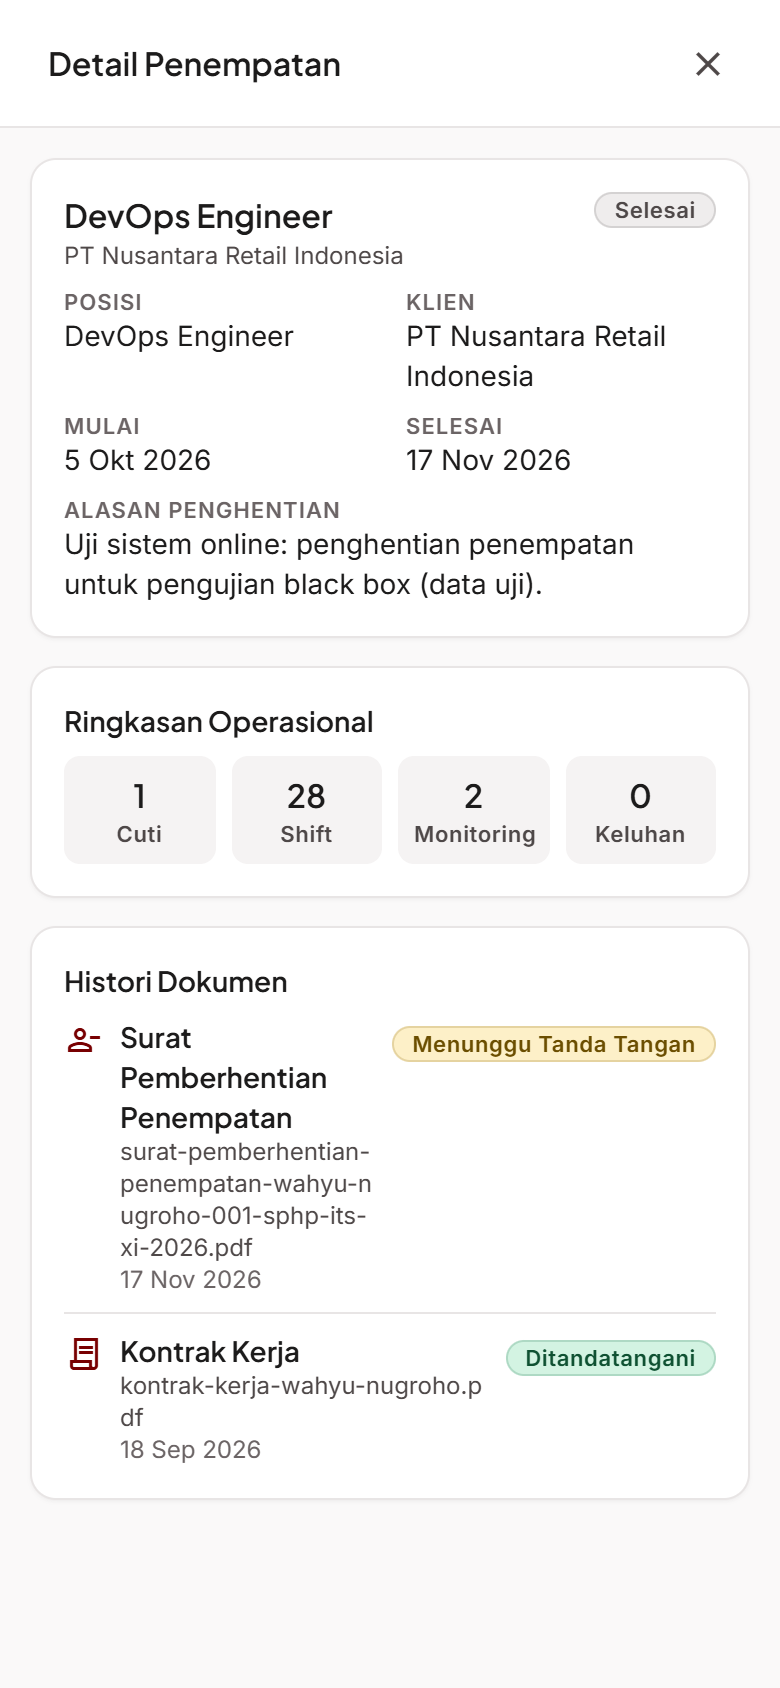 Detail Penempatan
DevOps Engineer
Selesai
PT Nusantara Retail Indonesia
POSISI
DevOps Engineer
KLIEN
PT Nusantara Retail
Indonesia
MULAI
5 Okt 2026
SELESAI
17 Nov 2026
ALASAN PENGHENTIAN
Uji sistem online: penghentian penempatan
untuk pengujian black box (data uji).
Ringkasan Operasional
1
Cuti
28
Shift
2
Monitoring
0
Keluhan
Histori Dokumen
Surat
Pemberhentian
Penempatan
Menunggu Tanda Tangan
surat-pemberhentian-
penempatan-wahyu-n
ugroho-001-sphp-its-
xi-2026.pdf
17 Nov 2026
Kontrak Kerja
Ditandatangani
kontrak-kerja-wahyu-nugroho.p
df
18 Sep 2026